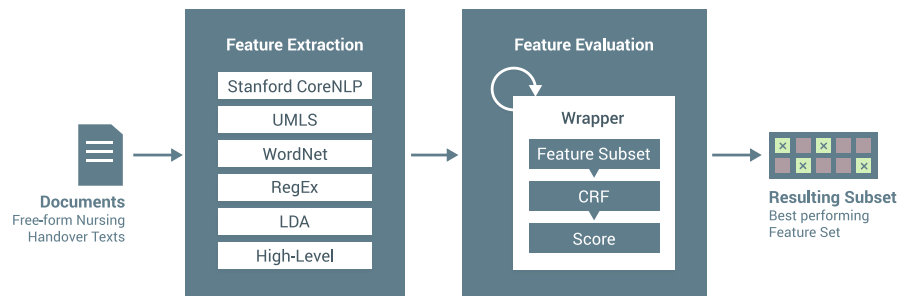 Documents
Free-form Nursing
Handover Texts
Feature Extraction
Stanford CoreNLP
UMLS
WordNet
RegEx
LDA
High-Level
Feature Evaluation
Wrapper
Feature Subset
CRF
Score
Resulting Subset
Best performing
Feature Set